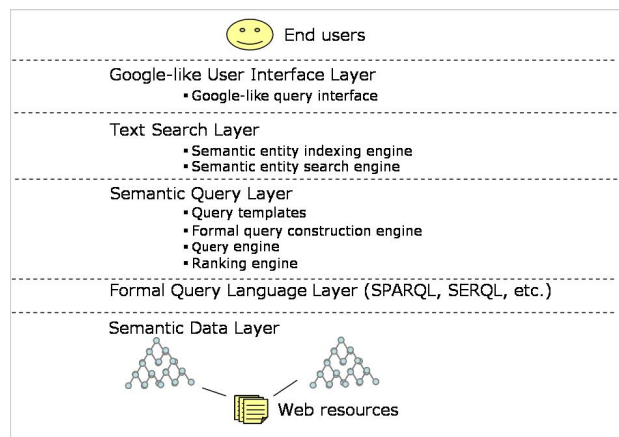 End users
Google-like User Interface Layer
▪ Google-like query interface
Text Search Layer
▪ Semantic entity indexing engine
▪ Semantic entity search engine
Semantic Query Layer
▪ Query templates
▪ Formal query construction engine
▪ Query engine
▪ Ranking engine
Formal Query Language Layer (SPARQL, SERQL, etc.)
Semantic Data Layer
Web resources